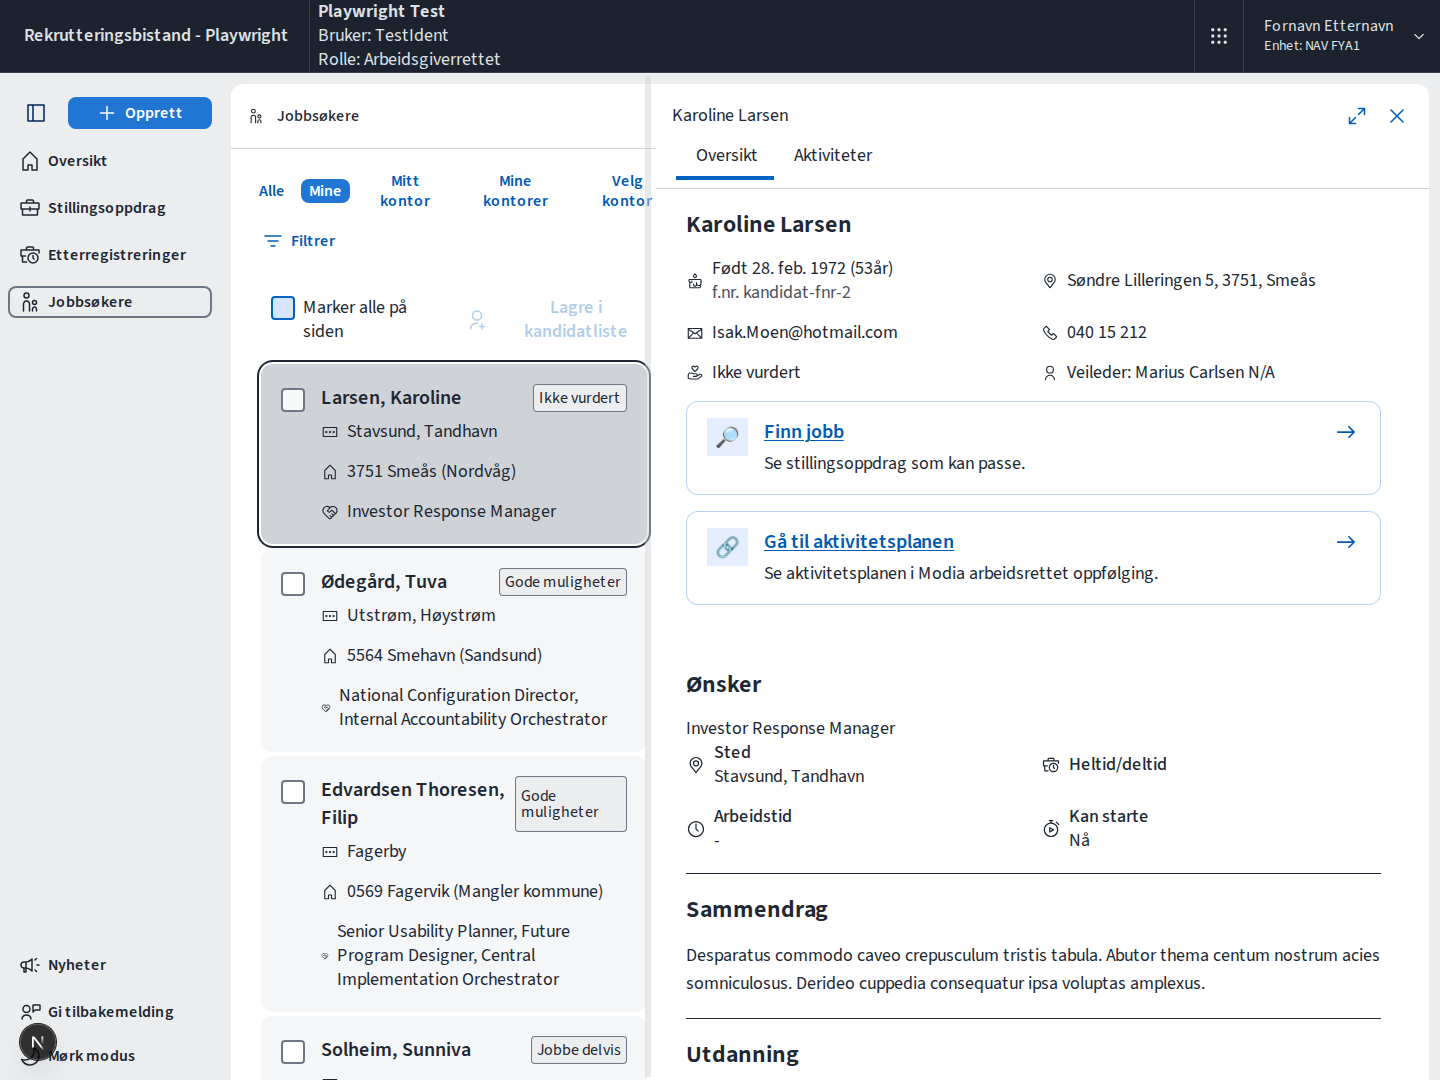 Rekrutteringsbistand - Playwright
Playwright Test
Bruker: TestIdent
Rolle: Arbeidsgiverrettet
Fornavn Etternavn
Enhet: NAV FYA1
Opprett
Oversikt
Stillingsoppdrag
Etterregistreringer
Jobbsøkere
Nyheter
Gi tilbakemelding
N
Mørk modus
Jobbsøkere
Alle
Mine
Mitt
kontor
Mine
kontorer
Velg
kontor
Filtrer
Marker alle på
siden
Lagre i
kandidatliste
Larsen, Karoline
Ikke vurdert
Stavsund, Tandhavn
3751 Smeås (Nordvåg)
Investor Response Manager
Ødegård, Tuva
Gode muligheter
Utstrøm, Høystrøm
5564 Smehavn (Sandsund)
National Configuration Director,
Internal Accountability Orchestrator
Edvardsen Thoresen,
Filip
Gode
muligheter
Fagerby
0569 Fagervik (Mangler kommune)
Senior Usability Planner, Future
Program Designer, Central
Implementation Orchestrator
Solheim, Sunniva
Jobbe delvis
Karoline Larsen
Oversikt
Aktiviteter
Karoline Larsen
Født 28. feb. 1972 (53år)
f.nr. kandidat-fnr-2
Søndre Lilleringen 5, 3751, Smeås
Isak.Moen@hotmail.com
040 15 212
Ikke vurdert
Veileder: Marius Carlsen N/A
Finn jobb
Se stillingsoppdrag som kan passe.
Gå til aktivitetsplanen
Se aktivitetsplanen i Modia arbeidsrettet oppfølging.
Ønsker
Investor Response Manager
Sted
Stavsund, Tandhavn
Heltid/deltid
Arbeidstid
-
Kan starte
Nå
Sammendrag
Desparatus commodo caveo crepusculum tristis tabula. Abutor thema centum nostrum acies
somniculosus. Derideo cuppedia consequatur ipsa voluptas amplexus.
Utdanning